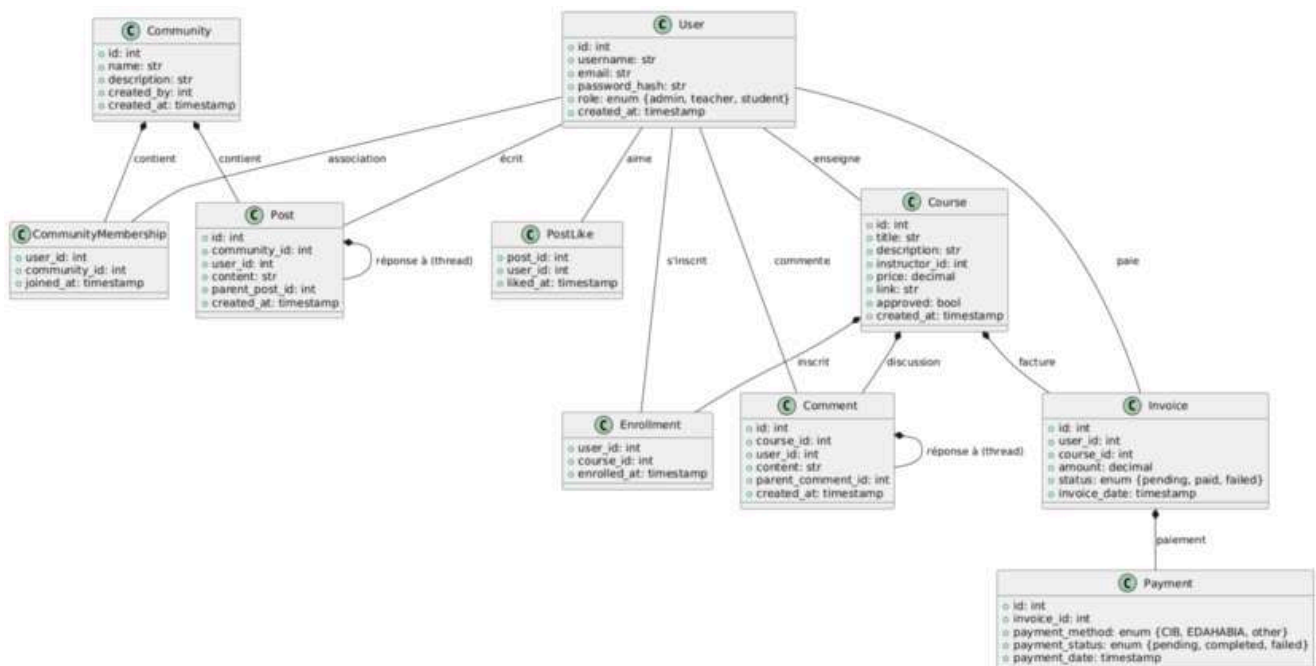 C Community
id: int
name: str
description: str
created_by: int
created_at: timestamp
C User
id: int
username: str
email: str
password_hash: str
role: enum {admin, teacher, student}
created_at: timestamp
contient
contient
association
écrit
aime
enseigne
C CommunityMembership
user_id: int
community_id: int
joined_at: timestamp
C Post
id: int
community_id: int
user_id: int
content: str
parent_post_id: int
created_at: timestamp
réponse à (thread)
C PostLike
post_id: int
user_id: int
liked_at: timestamp
s'inscrit
commente
C Course
id: int
title: str
description: str
instructor_id: int
price: decimal
link: str
approved: bool
created_at: timestamp
paie
inscrit
discussion
facture
C Enrollment
user_id: int
course_id: int
enrolled_at: timestamp
C Comment
id: int
course_id: int
user_id: int
content: str
parent_comment_id: int
created_at: timestamp
réponse à (thread)
C Invoice
id: int
user_id: int
course_id: int
amount: decimal
status: enum {pending, paid, failed}
invoice_date: timestamp
paiement
C Payment
id: int
invoice_id: int
payment_method: enum {CIB, EDAHABIA, other}
payment_status: enum {pending, completed, failed}
payment_date: timestamp